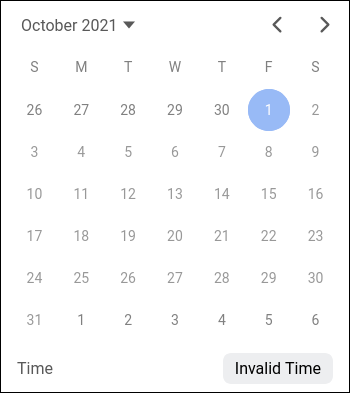 October 2021
S M T W T F S
26 27 28 29 30 1 2
3 4 5 6 7 8 9
10 11 12 13 14 15 16
17 18 19 20 21 22 23
24 25 26 27 28 29 30
31 1 2 3 4 5 6
Time Invalid Time